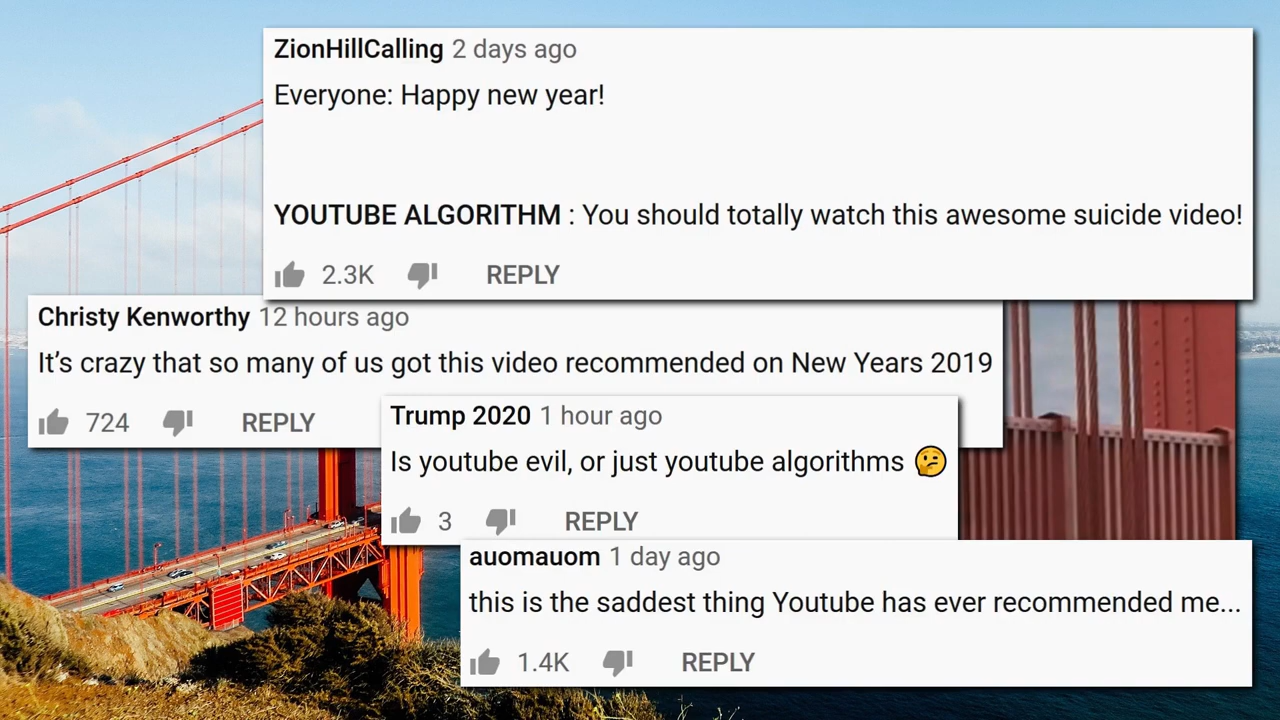 ZionHillCalling 2 days ago
Everyone: Happy new year!
YOUTUBE ALGORITHM : You should totally watch this awesome suicide video!
2.3K REPLY
Christy Kenworthy 12 hours ago
It's crazy that so many of us got this video recommended on New Years 2019
724 REPLY
Trump 2020 1 hour ago
Is youtube evil, or just youtube algorithms 🤔
3 REPLY
auomauom 1 day ago
this is the saddest thing Youtube has ever recommended me...
1.4K REPLY